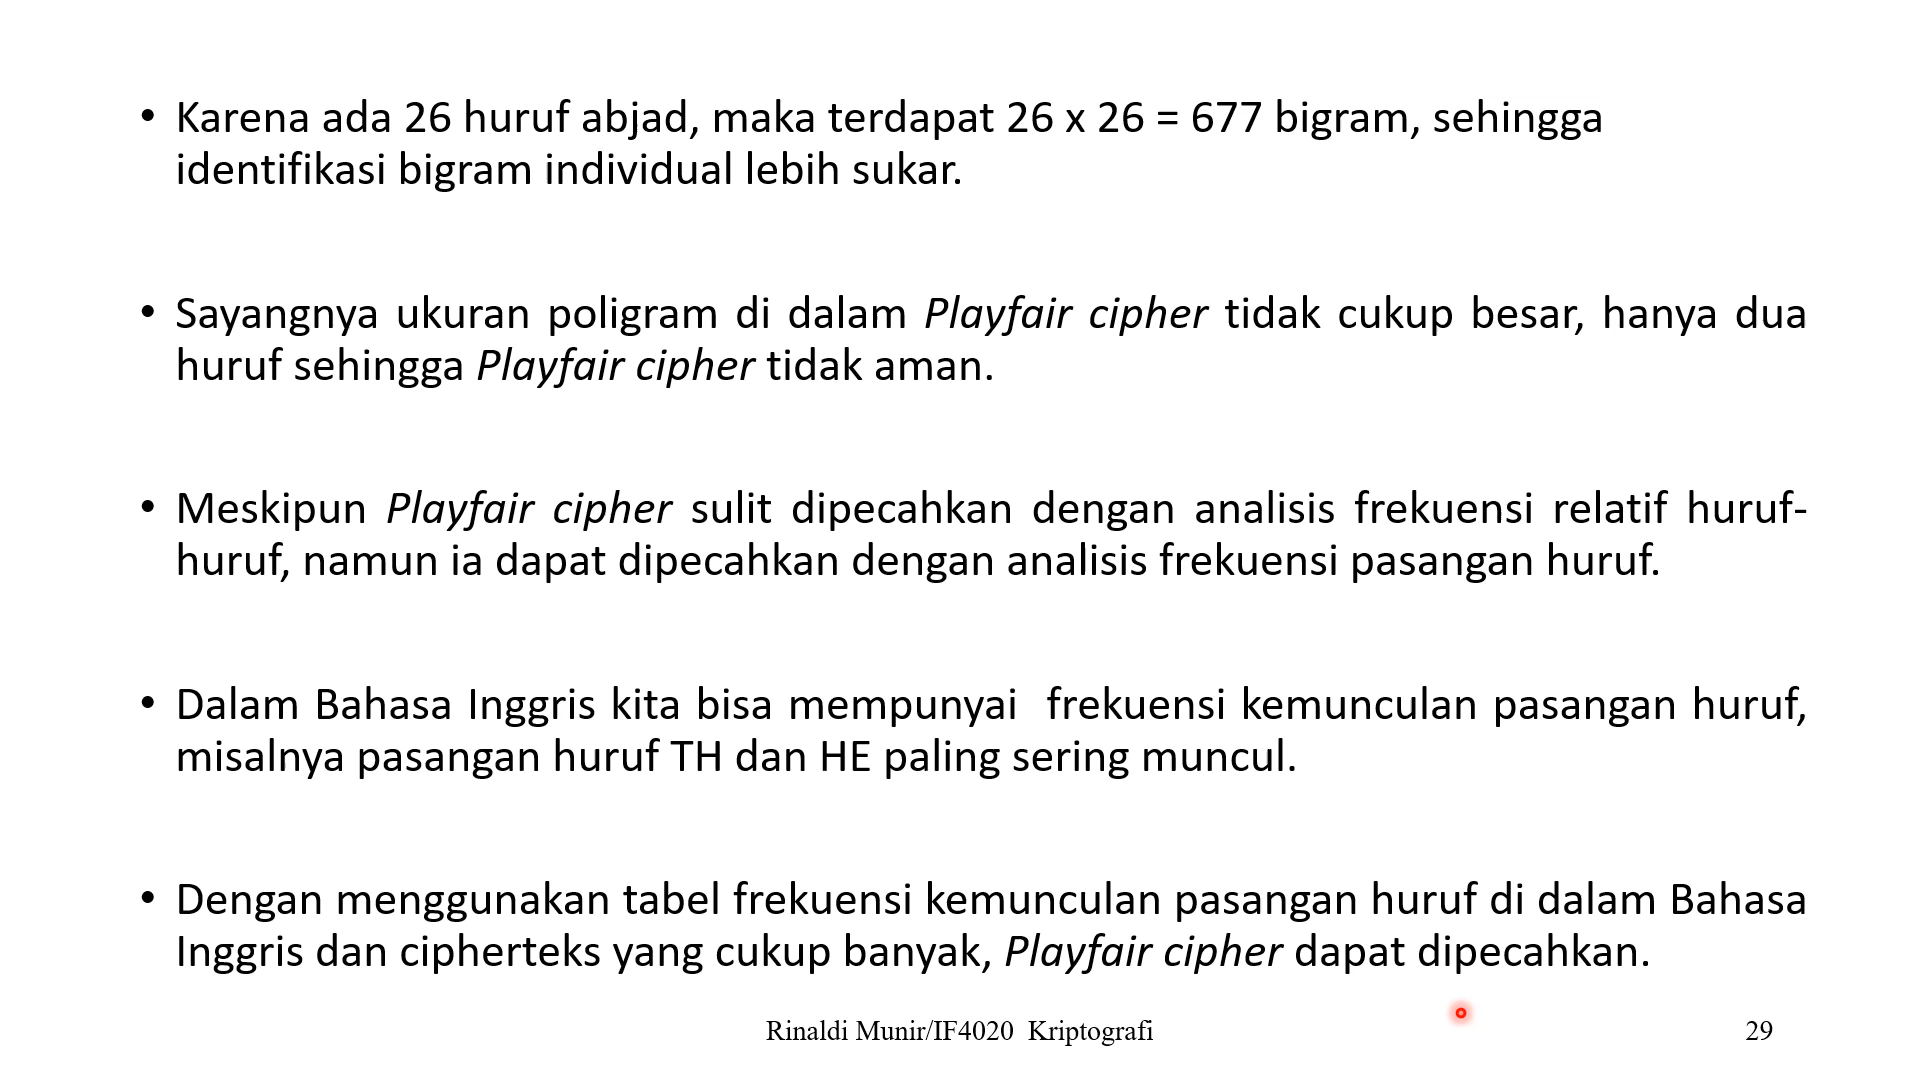 • Karena ada 26 huruf abjad, maka terdapat 26 x 26 = 677 bigram, sehingga
identifikasi bigram individual lebih sukar.
• Sayangnya ukuran poligram di dalam Playfair cipher tidak cukup besar, hanya dua
huruf sehingga Playfair cipher tidak aman.
• Meskipun Playfair cipher sulit dipecahkan dengan analisis frekuensi relatif huruf-
huruf, namun ia dapat dipecahkan dengan analisis frekuensi pasangan huruf.
• Dalam Bahasa Inggris kita bisa mempunyai  frekuensi kemunculan pasangan huruf,
misalnya pasangan huruf TH dan HE paling sering muncul.
• Dengan menggunakan tabel frekuensi kemunculan pasangan huruf di dalam Bahasa
Inggris dan cipherteks yang cukup banyak, Playfair cipher dapat dipecahkan.
Rinaldi Munir/IF4020  Kriptografi
29